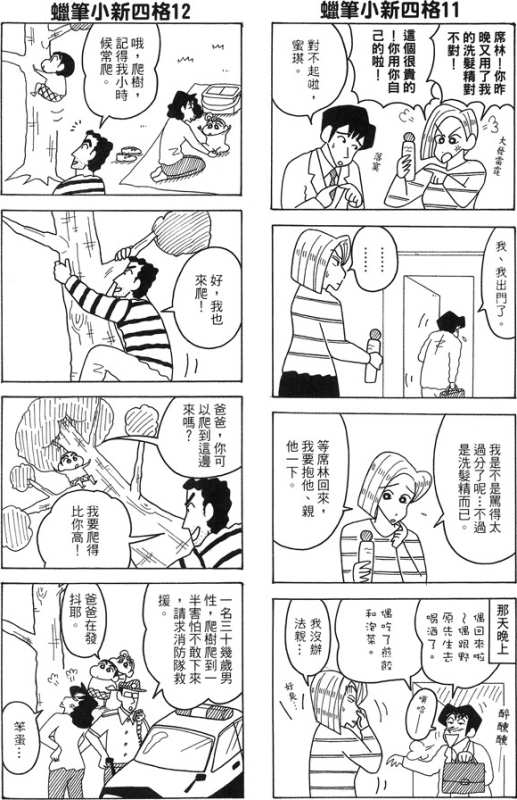 蠟筆小新四格11
席林！你昨
晚又用了我
的洗髮精對
不對！
這個很貴的
！你用你自
己的啦！
大發雷霆
對不起啦，
蜜琪。
落寞
我、我出門了。
⋯⋯
我是不是罵得太
過分了呢…不過
是洗髮精而已。
等席林回來，
我要抱他、親
他一下。
那天晚上
偶回來啦
～偶跟野
原先生去
喝酒了。
醉醺醺
偶吃了煎餃
和泡菜。
我沒辦
法親…
好臭…
蠟筆小新四格12
哦，爬樹，
記得我小時
候常爬。
好，我也
來爬！
爸爸，你可
以爬到這邊
來嗎？
我要爬得
比你高！
一名三十幾歲男
性，爬樹爬到一
半害怕不敢下來
，請求消防隊救
援。
爸爸在發
抖耶。
笨蛋…